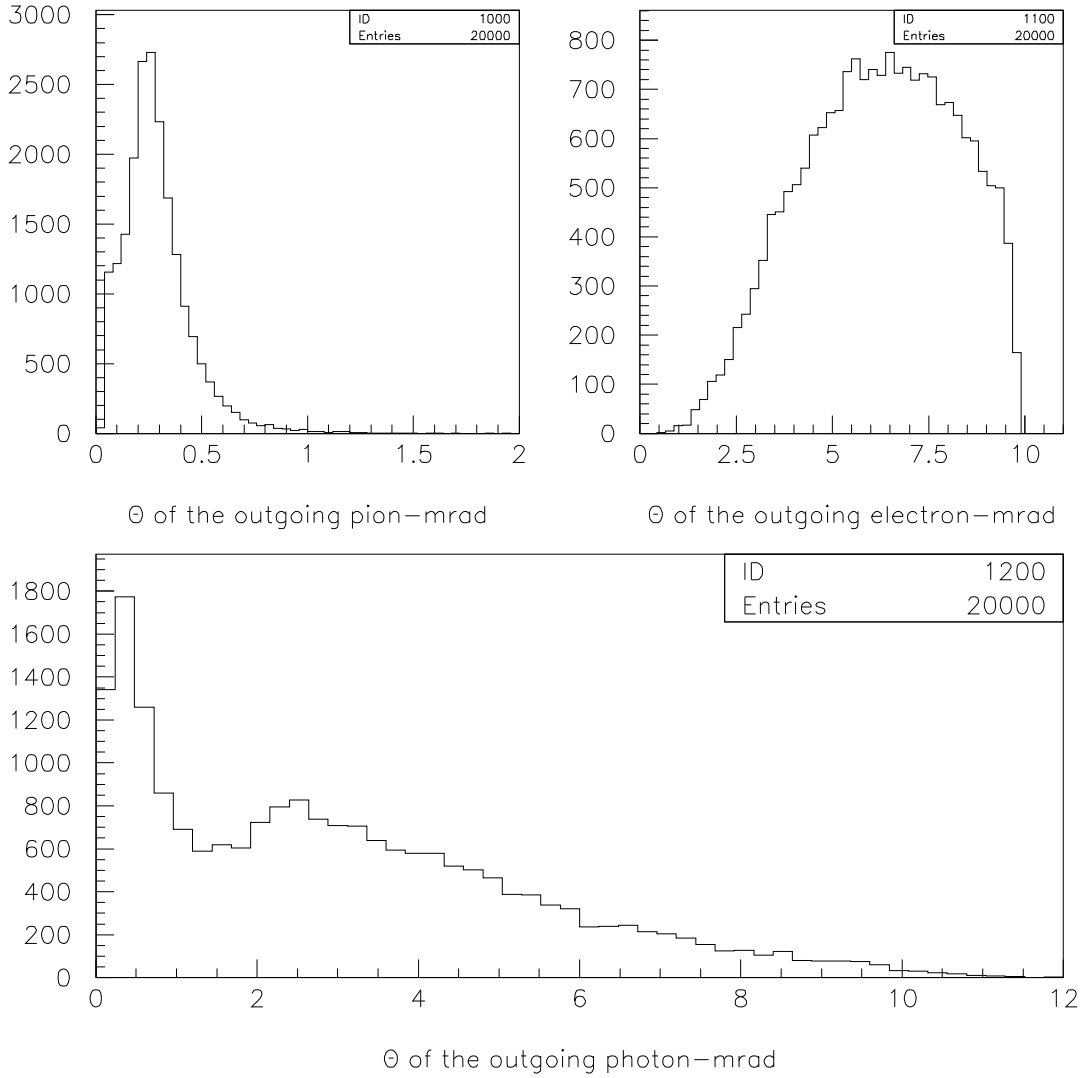 ID 1000
Entries 20000
3000
2500
2000
1500
1000
500
0
0 0.5 1 1.5 2
Θ of the outgoing pion−mrad
ID 1100
Entries 20000
800
700
600
500
400
300
200
100
0
0 2.5 5 7.5 10
Θ of the outgoing electron−mrad
ID 1200
Entries 20000
1800
1600
1400
1200
1000
800
600
400
200
0
0 2 4 6 8 10 12
Θ of the outgoing photon−mrad